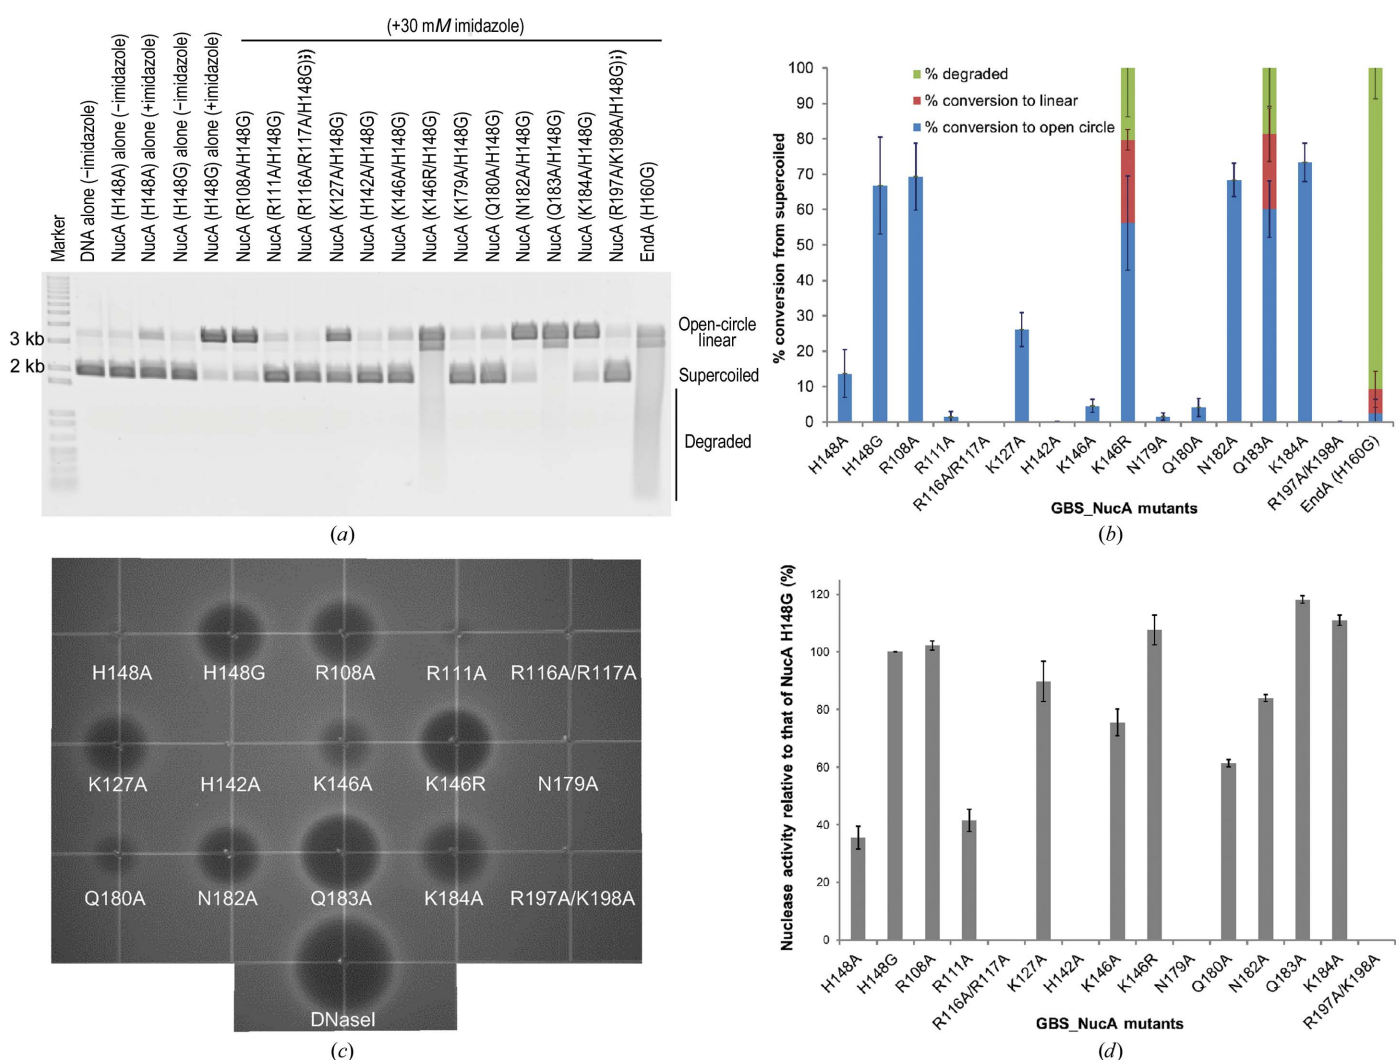 (+30 mM imidazole)
Marker
DNA alone (−imidazole)
NucA (H148A) alone (−imidazole)
NucA (H148A) alone (+imidazole)
NucA (H148G) alone (−imidazole)
NucA (H148G) alone (+imidazole)
NucA (R108A/H148G)
NucA (R111A/H148G)
NucA (R116A/R117A/H148G)
NucA (K127A/H148G)
NucA (H142A/H148G)
NucA (K146A/H148G)
NucA (K146R/H148G)
NucA (K179A/H148G)
NucA (Q180A/H148G)
NucA (N182A/H148G)
NucA (Q183A/H148G)
NucA (K184A/H148G)
NucA (R197A/K198A/H148G)
EndA (H160G)
3 kb
2 kb
Open-circle
linear
Supercoiled
Degraded
(a)
% conversion from supercoiled
100
90
80
70
60
50
40
30
20
10
0
% degraded
% conversion to linear
% conversion to open circle
H148A
H148G
R108A
R111A
R116A/R117A
K127A
H142A
K146A
K146R
N179A
Q180A
N182A
Q183A
K184A
R197A/K198A
EndA (H160G)
GBS_NucA mutants
(b)
H148A H148G R108A R111A R116A/R117A
K127A H142A K146A K146R N179A
Q180A N182A Q183A K184A R197A/K198A
DNaseI
(c)
Nuclease activity relative to that of NucA H148G (%)
120
100
80
60
40
20
0
H148A
H148G
R108A
R111A
R116A/R117A
K127A
H142A
K146A
K146R
N179A
Q180A
N182A
Q183A
K184A
R197A/K198A
GBS_NucA mutants
(d)